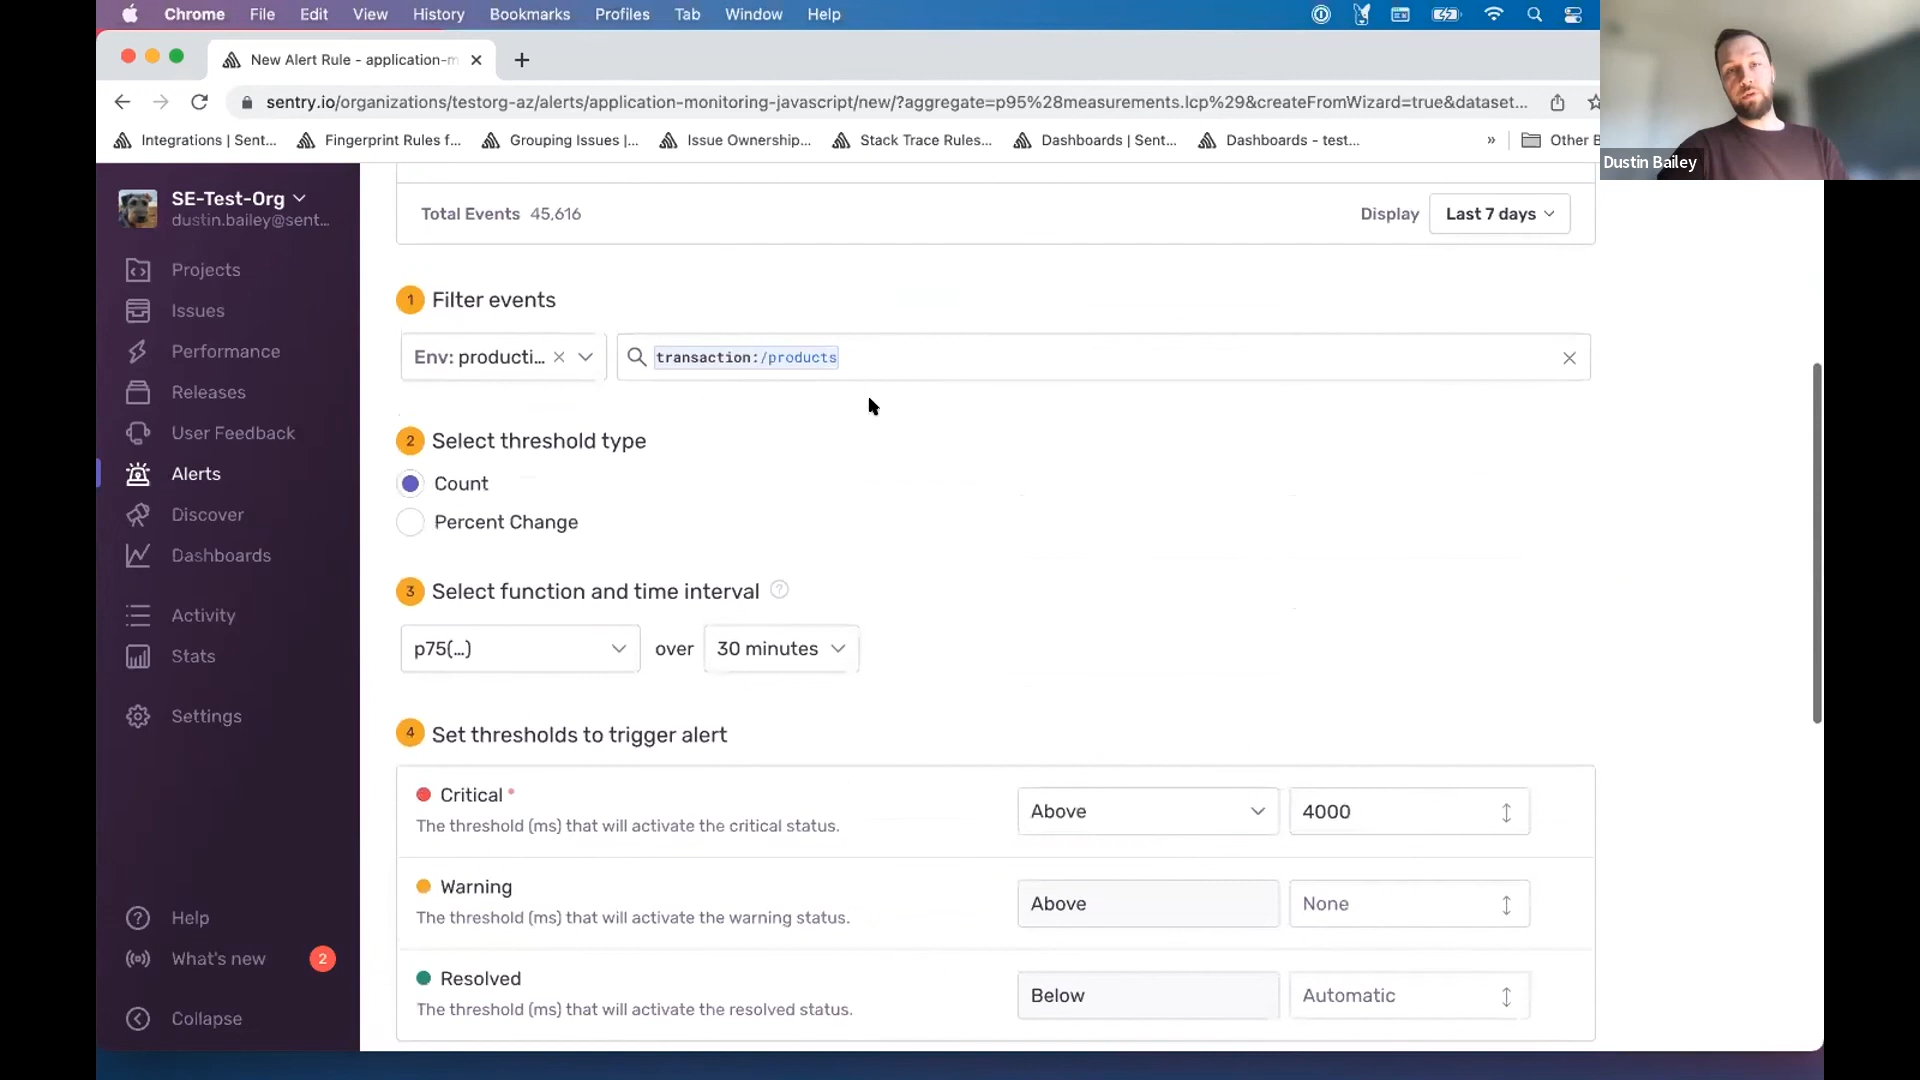 Chrome File Edit View History Bookmarks Profiles Tab Window Help
New Alert Rule - application-m
sentry.io/organizations/testorg-az/alerts/application-monitoring-javascript/new/?aggregate=p95%28measurements.lcp%29&createFromWizard=true&dataset...
Integrations | Sent... Fingerprint Rules f... Grouping Issues |... Issue Ownership... Stack Trace Rules... Dashboards | Sent... Dashboards - test... » Other B
Dustin Bailey
SE-Test-Org
dustin.bailey@sent...
Projects
Issues
Performance
Releases
User Feedback
Alerts
Discover
Dashboards
Activity
Stats
Settings
Help
What's new 2
Collapse
Total Events 45,616 Display Last 7 days
1 Filter events
Env: producti... transaction:/products
2 Select threshold type
Count
Percent Change
3 Select function and time interval ?
p75(...) over 30 minutes
4 Set thresholds to trigger alert
Critical * Above 4000
The threshold (ms) that will activate the critical status.
Warning Above None
The threshold (ms) that will activate the warning status.
Resolved Below Automatic
The threshold (ms) that will activate the resolved status.